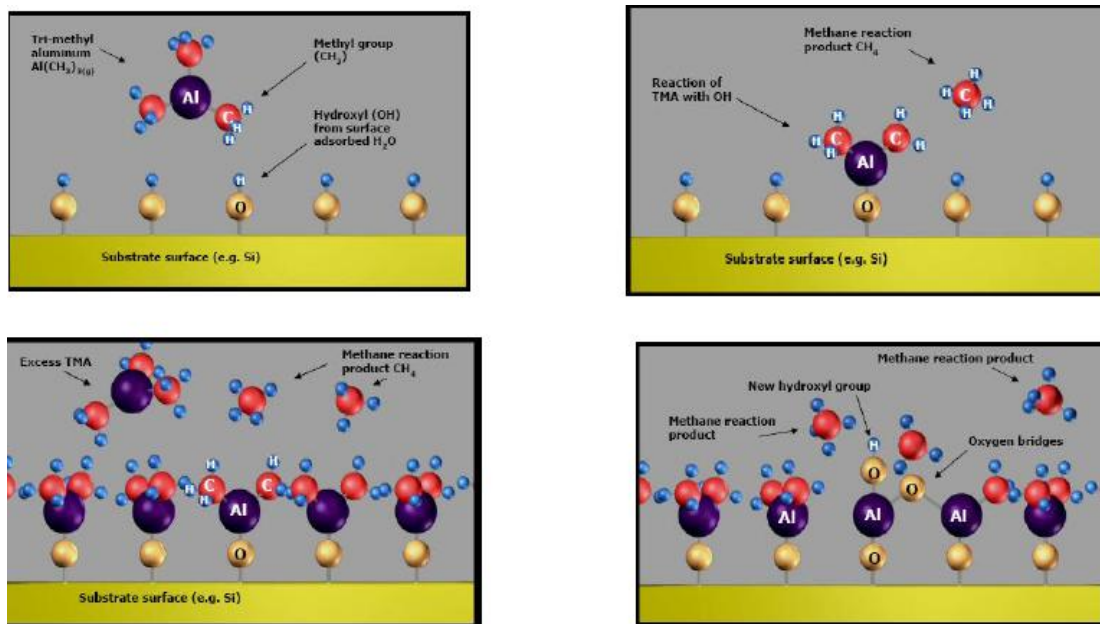 Tri-methyl
aluminum
Al(CH3)3(g)
Methyl group
(CH3)
Al
C
H
H
H
Hydroxyl (OH)
from surface
adsorbed H2O
H
O
Substrate surface (e.g. Si)
Methane reaction
product CH4
Reaction of
TMA with OH
H
H
C
H
H
H
H
H
C
C
H
H
H
Al
O
Substrate surface (e.g. Si)
Excess TMA
Methane reaction
product CH4
H
H
C
C
H
H
Al
O
Substrate surface (e.g. Si)
Methane reaction product
New hydroxyl group
Methane reaction
product
Oxygen bridges
H
O
O
Al
Al
Al
O